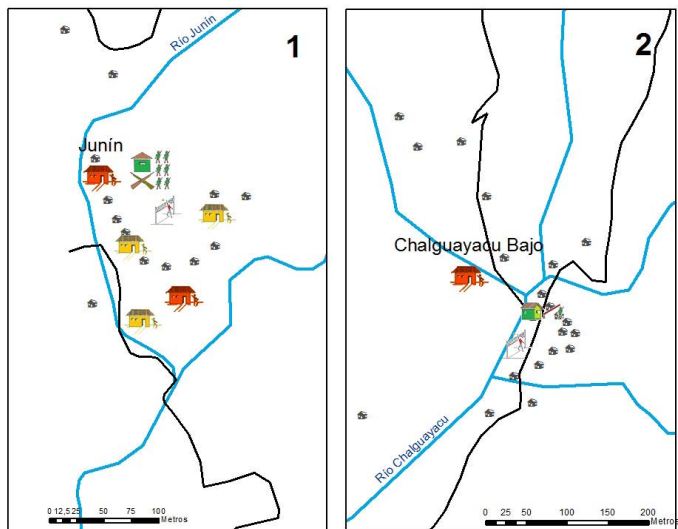 1
Río Junín
Junín
0 12,5 25 50 75 100
Metros
2
Chalguayacu Bajo
Río Chalguayacu
0 25 50 100 150 200
Metros